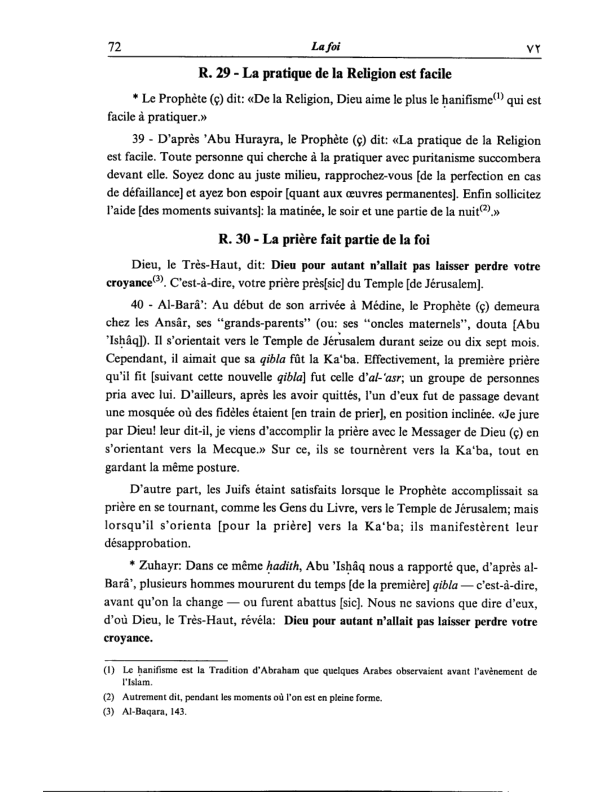 72 La foi ٧٢
R. 29 - La pratique de la Religion est facile
* Le Prophète (ç) dit: «De la Religion, Dieu aime le plus le ḥanifisme(1) qui est
facile à pratiquer.»
39 - D'après 'Abu Hurayra, le Prophète (ç) dit: «La pratique de la Religion
est facile. Toute personne qui cherche à la pratiquer avec puritanisme succombera
devant elle. Soyez donc au juste milieu, rapprochez-vous [de la perfection en cas
de défaillance] et ayez bon espoir [quant aux œuvres permanentes]. Enfin sollicitez
l'aide [des moments suivants]: la matinée, le soir et une partie de la nuit(2).»
R. 30 - La prière fait partie de la foi
Dieu, le Très-Haut, dit: Dieu pour autant n'allait pas laisser perdre votre
croyance(3). C'est-à-dire, votre prière près[sic] du Temple [de Jérusalem].
40 - Al-Barâ': Au début de son arrivée à Médine, le Prophète (ç) demeura
chez les Ansâr, ses "grands-parents" (ou: ses "oncles maternels", douta [Abu
'Isḥâq]). Il s'orientait vers le Temple de Jérusalem durant seize ou dix sept mois.
Cependant, il aimait que sa qibla fût la Ka'ba. Effectivement, la première prière
qu'il fit [suivant cette nouvelle qibla] fut celle d'al-'asr; un groupe de personnes
pria avec lui. D'ailleurs, après les avoir quittés, l'un d'eux fut de passage devant
une mosquée où des fidèles étaient [en train de prier], en position inclinée. «Je jure
par Dieu! leur dit-il, je viens d'accomplir la prière avec le Messager de Dieu (ç) en
s'orientant vers la Mecque.» Sur ce, ils se tournèrent vers la Ka'ba, tout en
gardant la même posture.
D'autre part, les Juifs étaint satisfaits lorsque le Prophète accomplissait sa
prière en se tournant, comme les Gens du Livre, vers le Temple de Jérusalem; mais
lorsqu'il s'orienta [pour la prière] vers la Ka'ba; ils manifestèrent leur
désapprobation.
* Zuhayr: Dans ce même ḥadith, Abu 'Isḥâq nous a rapporté que, d'après al-
Barâ', plusieurs hommes moururent du temps [de la première] qibla — c'est-à-dire,
avant qu'on la change — ou furent abattus [sic]. Nous ne savions que dire d'eux,
d'où Dieu, le Très-Haut, révéla: Dieu pour autant n'allait pas laisser perdre votre
croyance.
(1) Le ḥanifisme est la Tradition d'Abraham que quelques Arabes observaient avant l'avènement de
l'Islam.
(2) Autrement dit, pendant les moments où l'on est en pleine forme.
(3) Al-Baqara, 143.